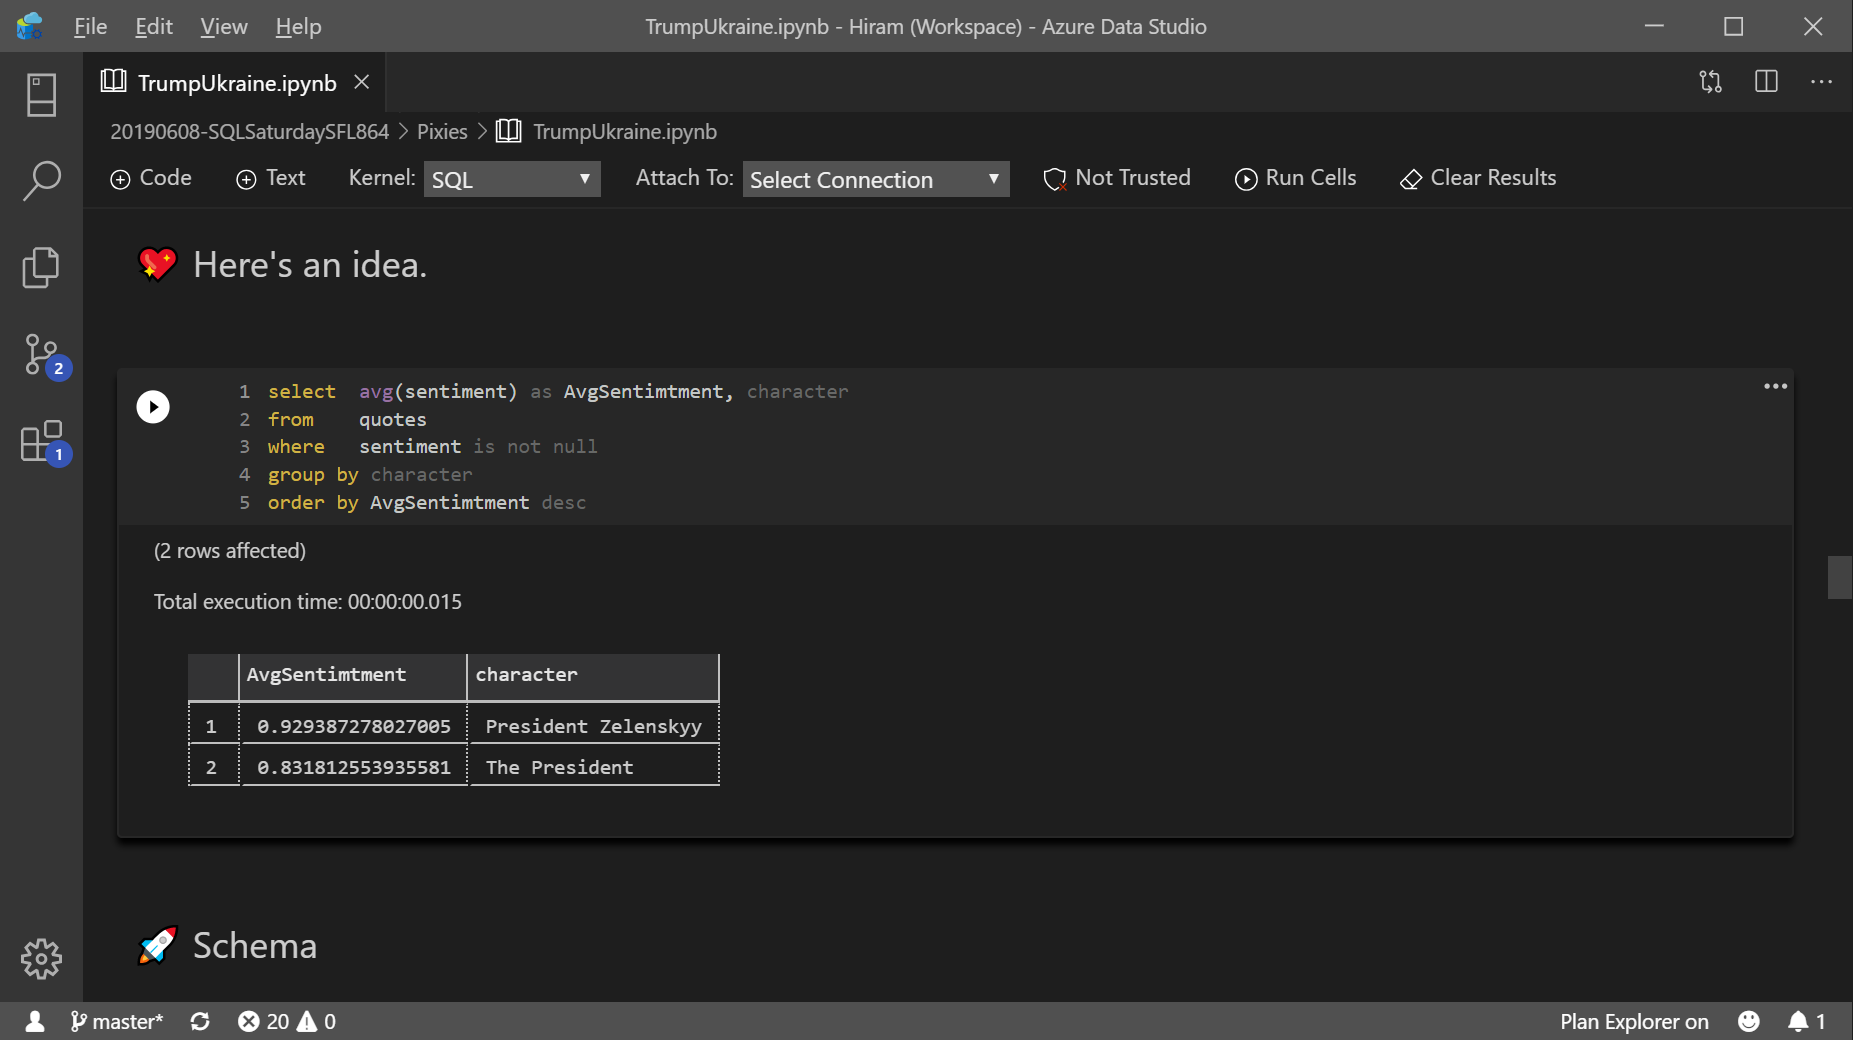 File Edit View Help TrumpUkraine.ipynb - Hiram (Workspace) - Azure Data Studio
TrumpUkraine.ipynb
20190608-SQLSaturdaySFL864 > Pixies > TrumpUkraine.ipynb
Code Text Kernel: SQL Attach To: Select Connection Not Trusted Run Cells Clear Results
Here's an idea.
2
1
1 select avg(sentiment) as AvgSentimtment, character
2 from quotes
3 where sentiment is not null
4 group by character
5 order by AvgSentimtment desc
(2 rows affected)
Total execution time: 00:00:00.015
AvgSentimtment character
1 0.929387278027005 President Zelenskyy
2 0.831812553935581 The President
Schema
master* 20 0 Plan Explorer on 1